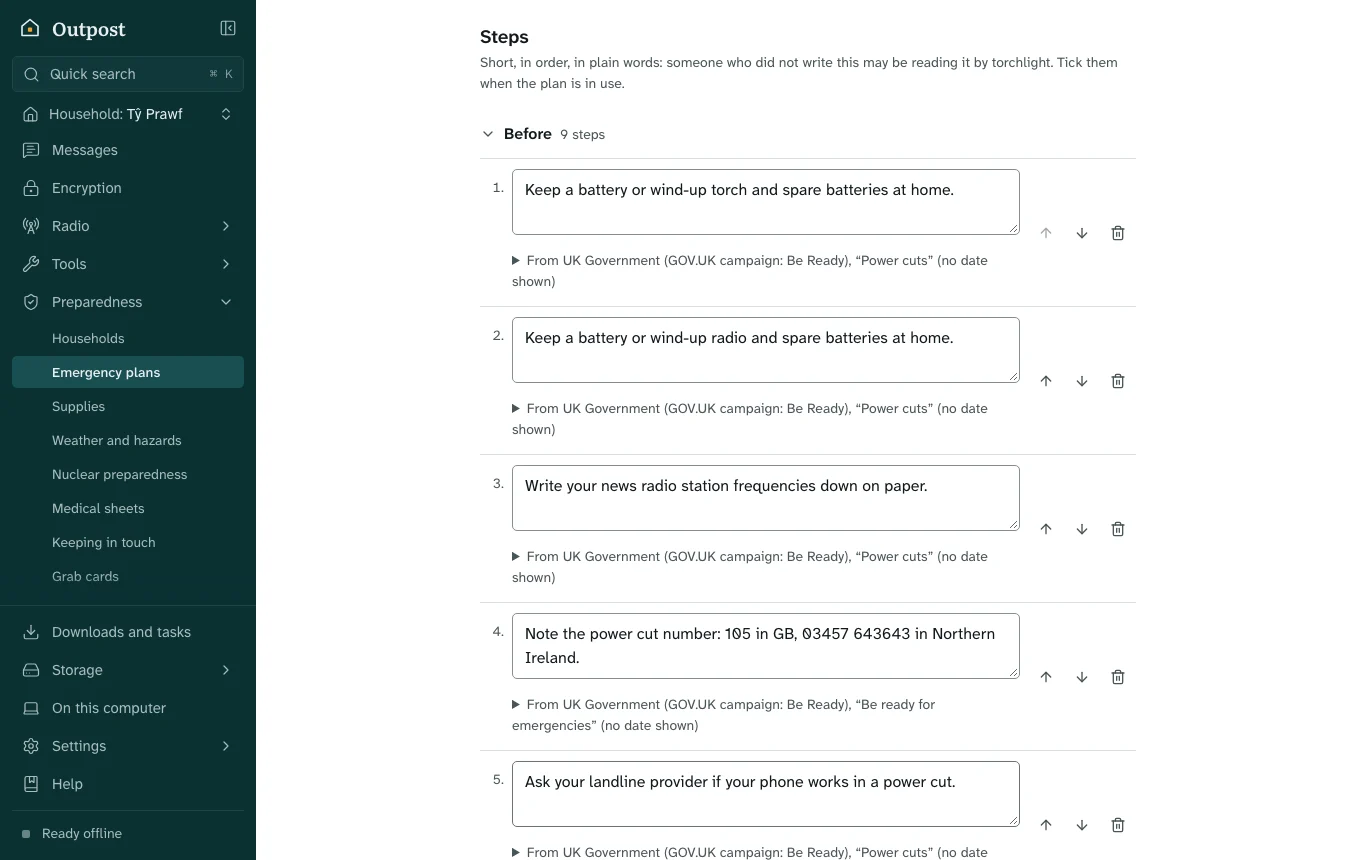 Outpost
Quick search ⌘ K
Household: Tŷ Prawf
Messages
Encryption
Radio
Tools
Preparedness
Households
Emergency plans
Supplies
Weather and hazards
Nuclear preparedness
Medical sheets
Keeping in touch
Grab cards
Downloads and tasks
Storage
On this computer
Settings
Help
Ready offline
Steps
Short, in order, in plain words: someone who did not write this may be reading it by torchlight. Tick them
when the plan is in use.
Before 9 steps
1. Keep a battery or wind-up torch and spare batteries at home.
From UK Government (GOV.UK campaign: Be Ready), “Power cuts” (no date
shown)
2. Keep a battery or wind-up radio and spare batteries at home.
From UK Government (GOV.UK campaign: Be Ready), “Power cuts” (no date
shown)
3. Write your news radio station frequencies down on paper.
From UK Government (GOV.UK campaign: Be Ready), “Power cuts” (no date
shown)
4. Note the power cut number: 105 in GB, 03457 643643 in Northern
Ireland.
From UK Government (GOV.UK campaign: Be Ready), “Be ready for
emergencies” (no date shown)
5. Ask your landline provider if your phone works in a power cut.
From UK Government (GOV.UK campaign: Be Ready), “Power cuts” (no date